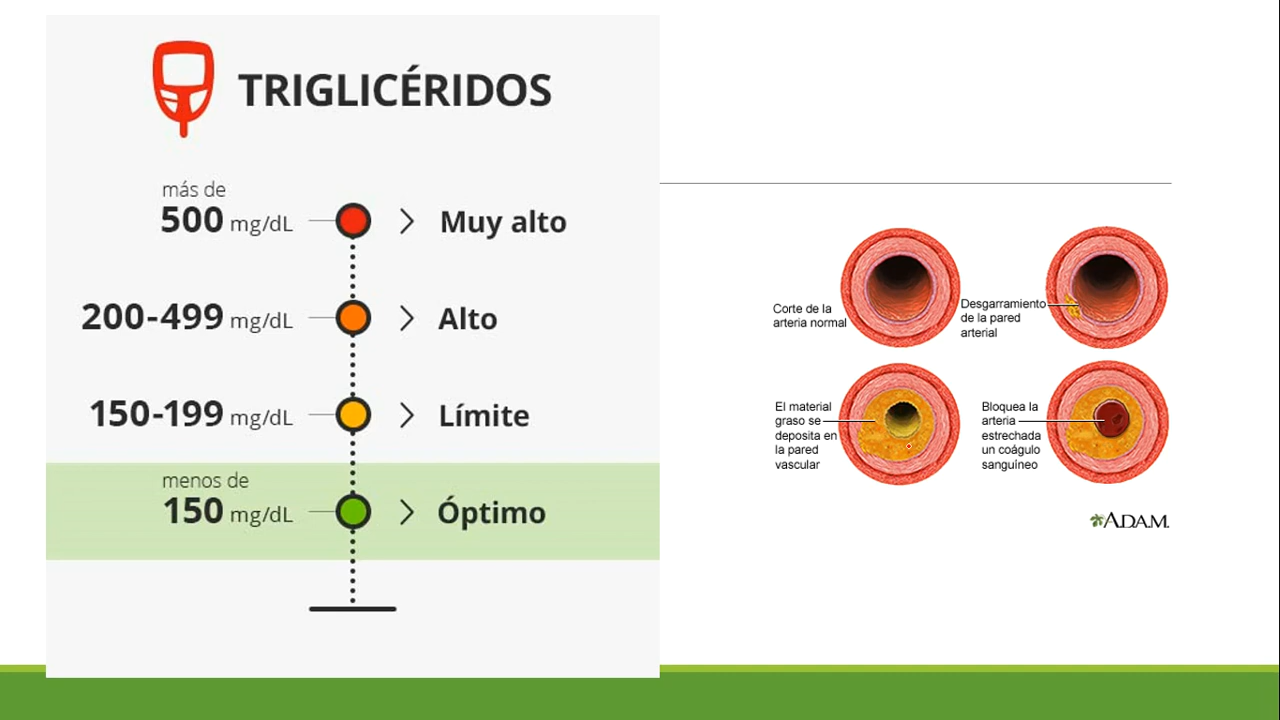 TRIGLICÉRIDOS
más de
500 mg/dL
Muy alto
200-499 mg/dL
Alto
150-199 mg/dL
Límite
menos de
150 mg/dL
Óptimo
Corte de la
arteria normal
Desgarramiento
de la pared
arterial
El material
graso se
deposita en
la pared
vascular
Bloquea la
arteria
estrechada
un coágulo
sanguíneo
ADAM.